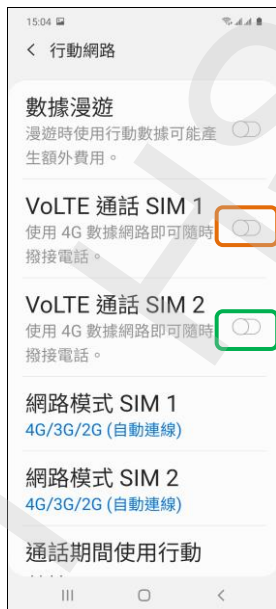 15:04
行動網路
數據漫遊
漫遊時使用行動數據可能產
生額外費用。
VoLTE 通話 SIM 1
使用 4G 數據網路即可隨時
撥接電話。
VoLTE 通話 SIM 2
使用 4G 數據網路即可隨時
撥接電話。
網路模式 SIM 1
4G/3G/2G (自動連線)
網路模式 SIM 2
4G/3G/2G (自動連線)
通話期間使用行動